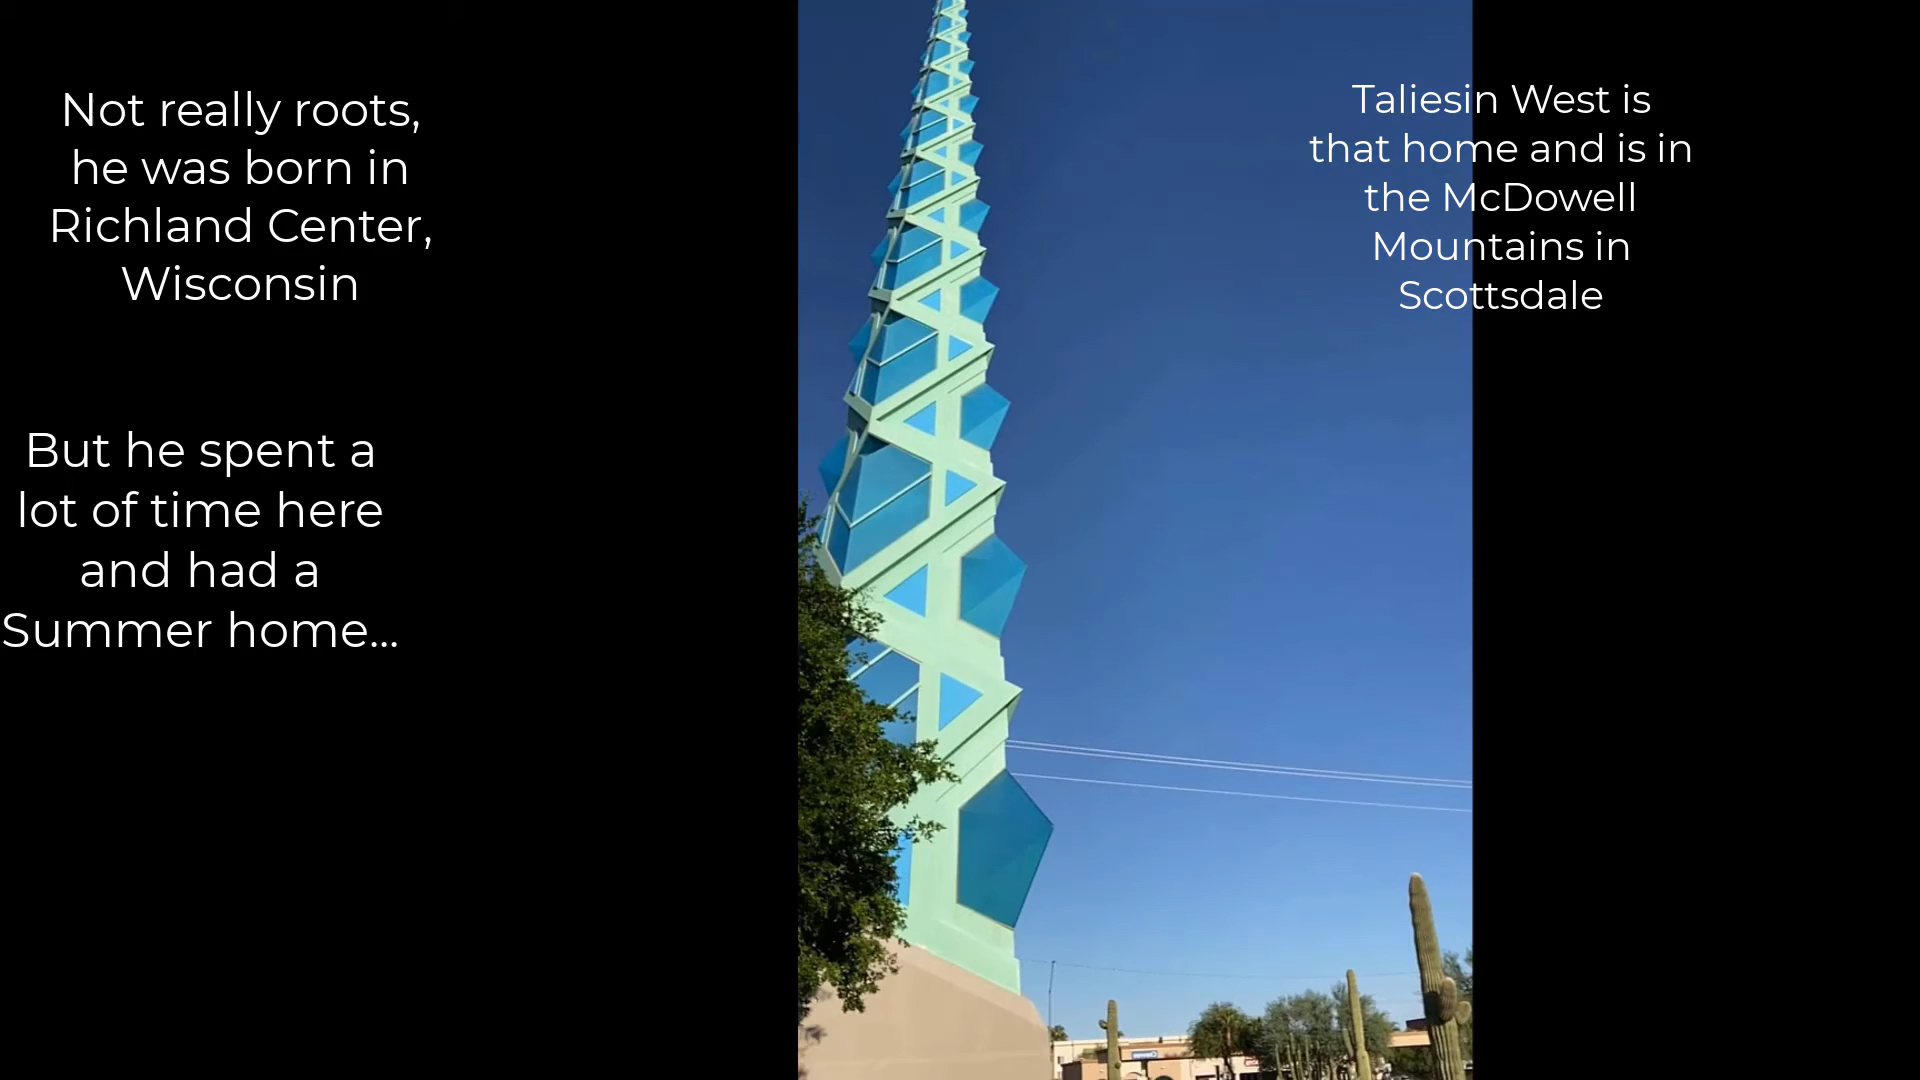 Not really roots,
he was born in
Richland Center,
Wisconsin
But he spent a
lot of time here
and had a
Summer home...
Taliesin West is
that home and is in
the McDowell
Mountains in
Scottsdale